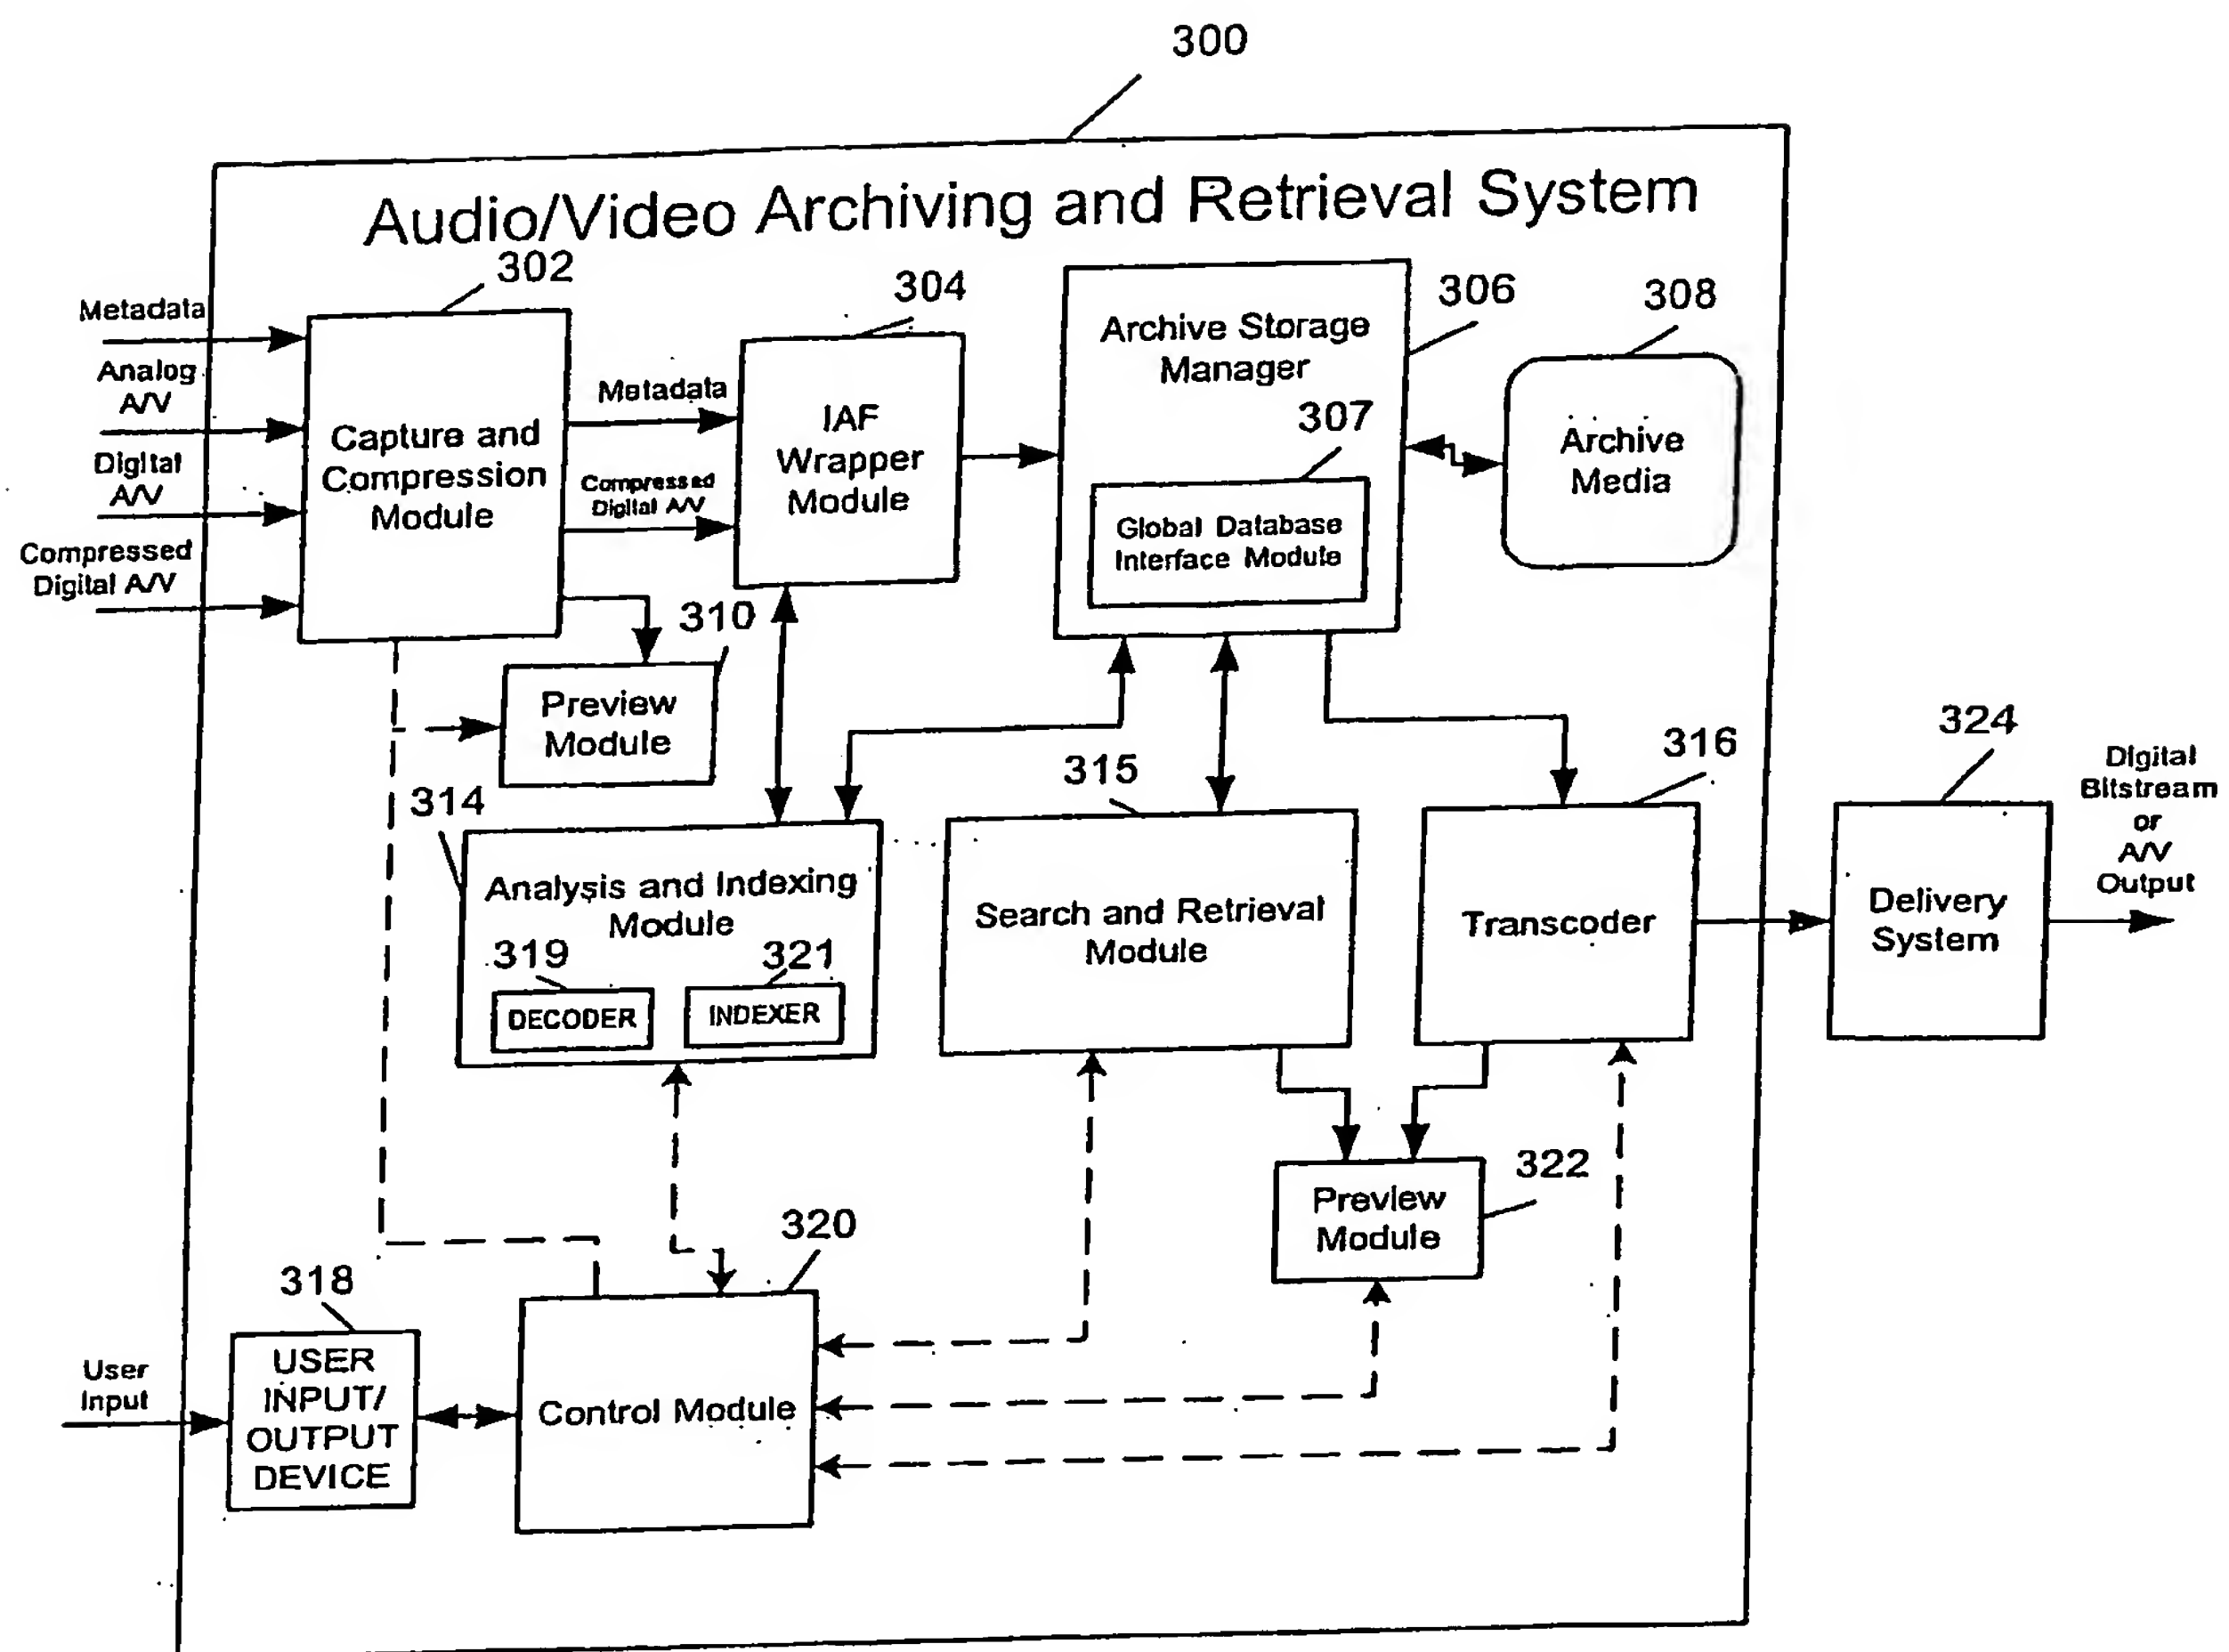 300
Audio/Video Archiving and Retrieval System
302
304
306
308
Metadata
Analog
A/V
Digital
A/V
Compressed
Digital A/V
Capture and
Compression
Module
Metadata
Compressed
Digital A/V
IAF
Wrapper
Module
Archive Storage
Manager
307
Global Database
Interface Module
Archive
Media
310
Preview
Module
314
Analysis and Indexing
Module
319
321
DECODER
INDEXER
315
Search and Retrieval
Module
316
Transcoder
324
Delivery
System
Digital
Bitstream
or
A/V
Output
322
Preview
Module
320
Control Module
318
USER
INPUT/
OUTPUT
DEVICE
User
Input